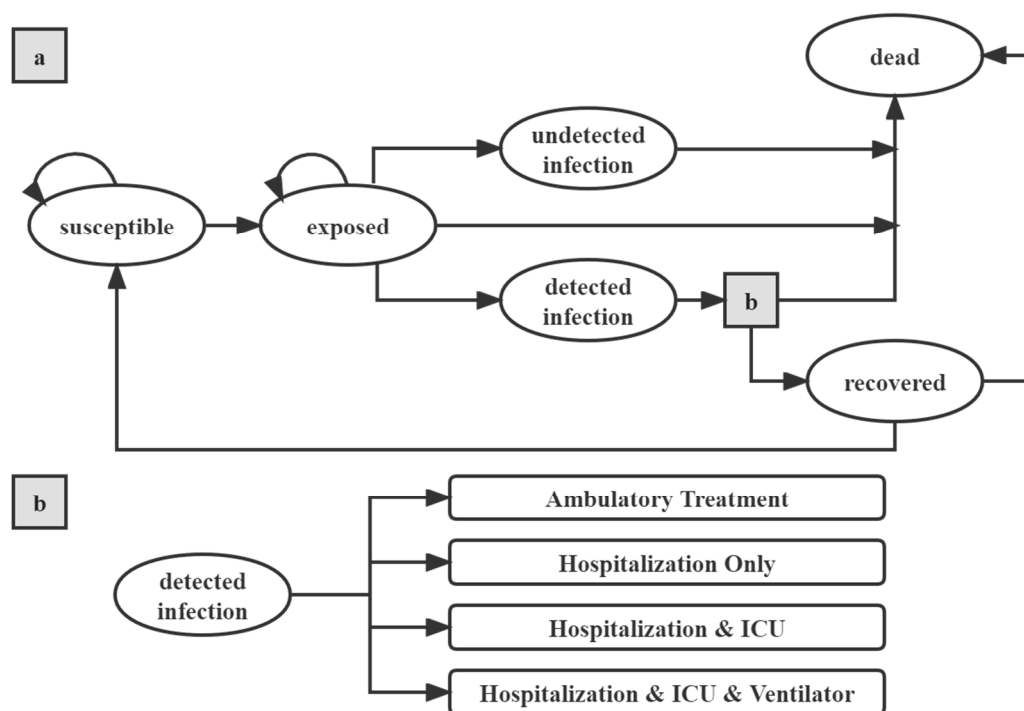 a
dead
undetected
infection
susceptible
exposed
detected
infection
b
recovered
b
Ambulatory Treatment
Hospitalization Only
detected
infection
Hospitalization & ICU
Hospitalization & ICU & Ventilator